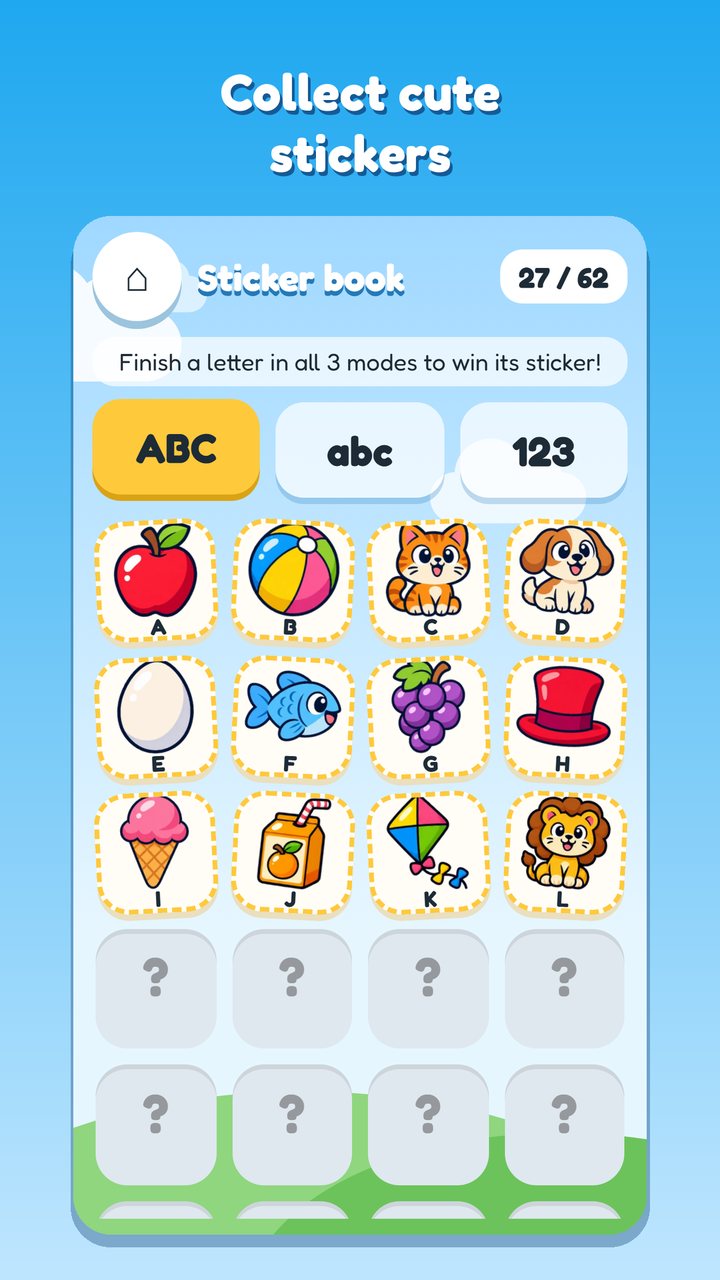 Collect cute
stickers
Sticker book
27 / 62
Finish a letter in all 3 modes to win its sticker!
ABC
abc
123
A
B
C
D
E
F
G
H
I
J
K
L
?
?
?
?
?
?
?
?